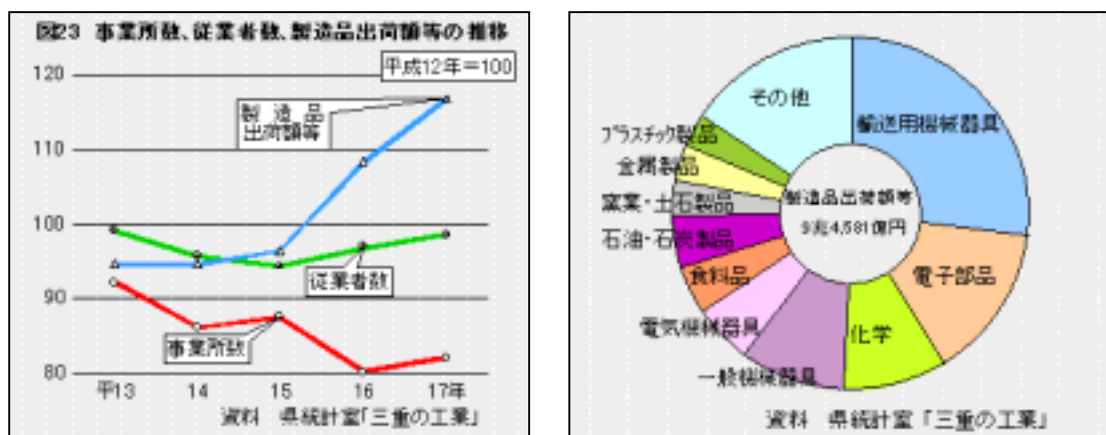 図23 事業所数、従業者数、製造品出荷額等の推移
平成12年=100
120
110
100
90
80
製造品
出荷額等
従業者数
事業所数
平13 14 15 16 17年
資料 県統計室「三重の工業」
その他
輸送用機械器具
プラスチック製品
金属製品
窯業・土石製品
石油・石炭製品
食料品
電気機械器具
一般機械器具
化学
電子部品
製造品出荷額等
9兆4,581億円
資料 県統計室「三重の工業」